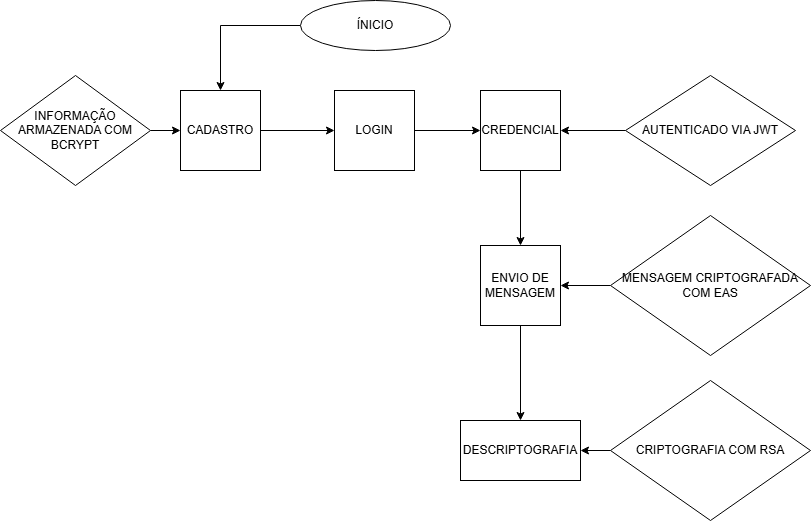 ÍNICIO
INFORMAÇÃO
ARMAZENADA COM
BCRYPT
CADASTRO
LOGIN
CREDENCIAL
AUTENTICADO VIA JWT
ENVIO DE
MENSAGEM
MENSAGEM CRIPTOGRAFADA
COM EAS
DESCRIPTOGRAFIA
CRIPTOGRAFIA COM RSA